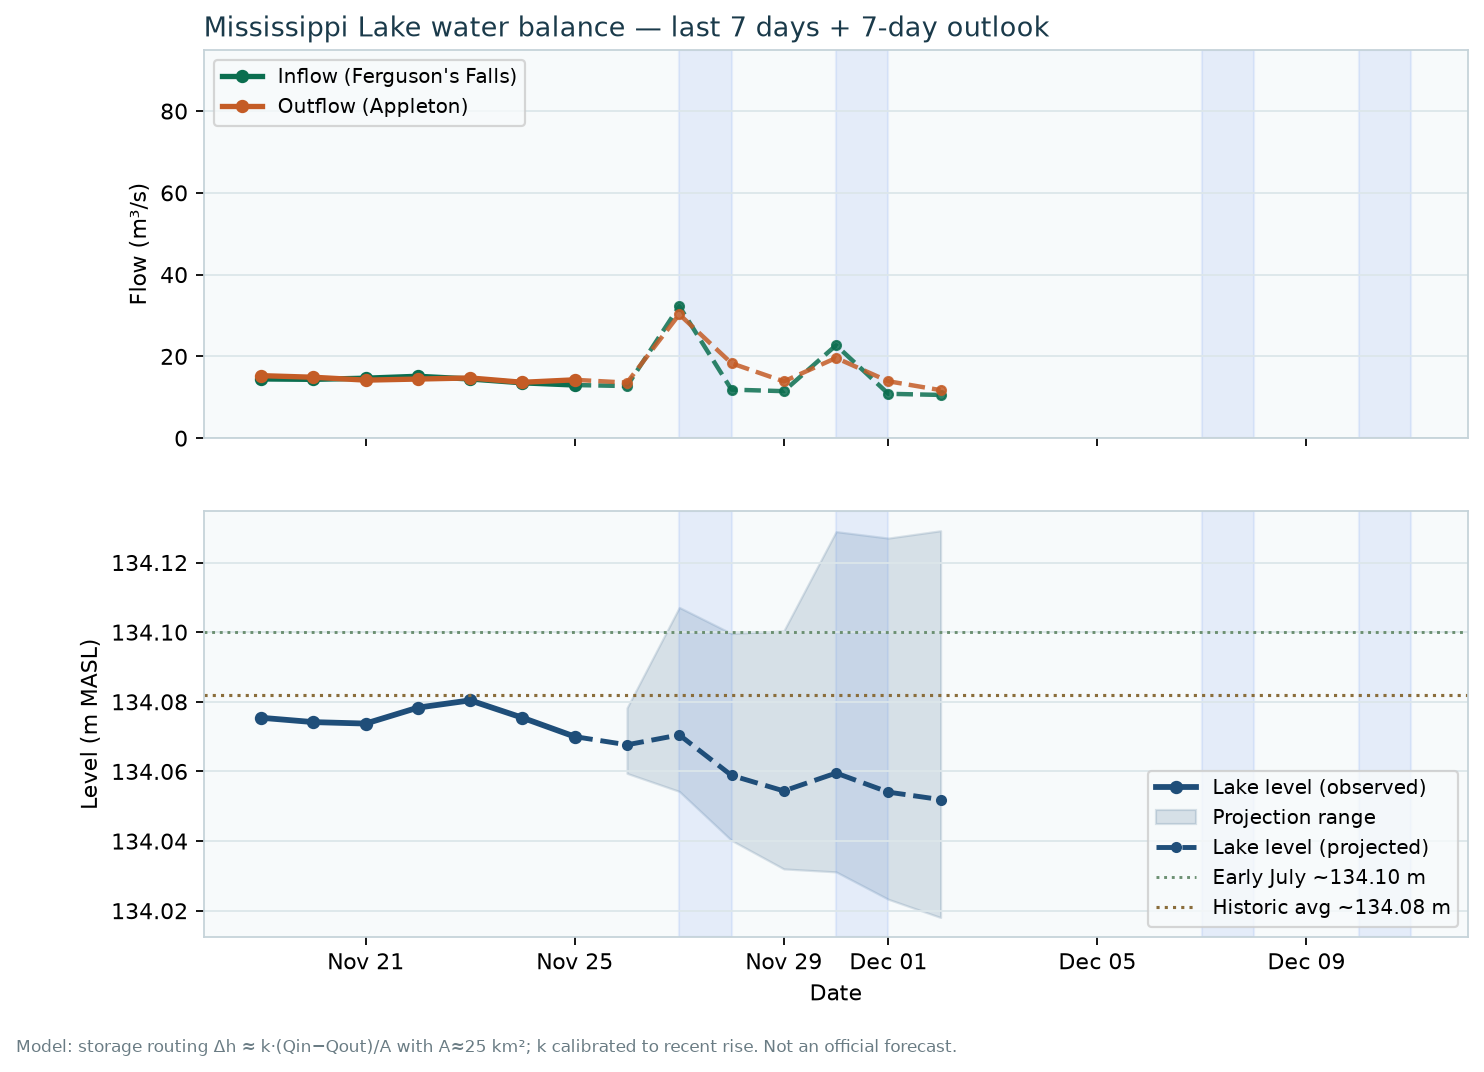 Mississippi Lake water balance — last 7 days + 7-day outlook
Inflow (Ferguson's Falls)
Outflow (Appleton)
80
60
40
20
0
Flow (m³/s)
134.12
134.10
134.08
134.06
134.04
134.02
Level (m MASL)
Lake level (observed)
Projection range
Lake level (projected)
Early July ~134.10 m
Historic avg ~134.08 m
Nov 21 Nov 25 Nov 29 Dec 01 Dec 05 Dec 09
Date
Model: storage routing Δh ≈ k·(Qin−Qout)/A with A≈25 km²; k calibrated to recent rise. Not an official forecast.